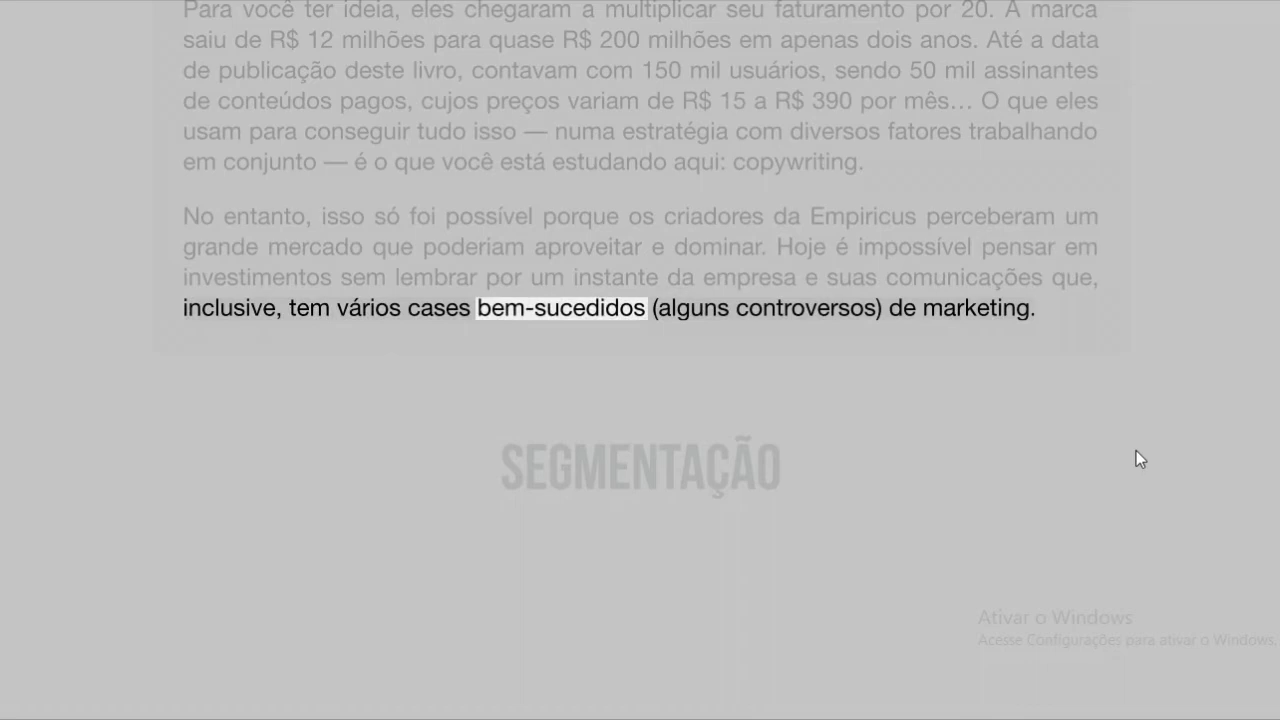 Para você ter ideia, eles chegaram a multiplicar seu faturamento por 20. A marca
saiu de R$ 12 milhões para quase R$ 200 milhões em apenas dois anos. Até a data
de publicação deste livro, contavam com 150 mil usuários, sendo 50 mil assinantes
de conteúdos pagos, cujos preços variam de R$ 15 a R$ 390 por mês… O que eles
usam para conseguir tudo isso — numa estratégia com diversos fatores trabalhando
em conjunto — é o que você está estudando aqui: copywriting.
No entanto, isso só foi possível porque os criadores da Empiricus perceberam um
grande mercado que poderiam aproveitar e dominar. Hoje é impossível pensar em
investimentos sem lembrar por um instante da empresa e suas comunicações que,
inclusive, tem vários cases bem-sucedidos (alguns controversos) de marketing.
SEGMENTAÇÃO
Ativar o Windows
Acesse Configurações para ativar o Windows.